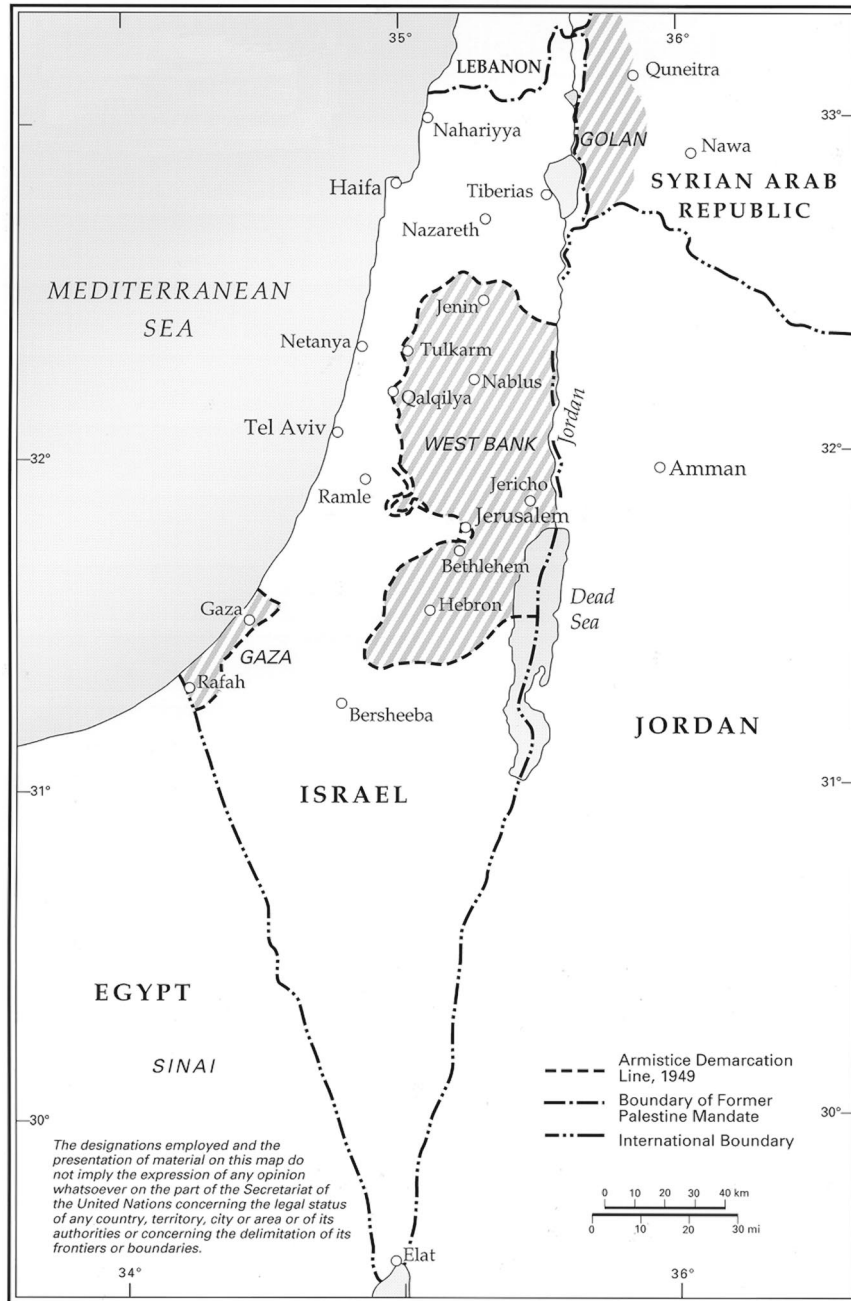 35°
36°
LEBANON
Quneitra
33°
Nahariyya
GOLAN
Nawa
Haifa
Tiberias
SYRIAN ARAB
REPUBLIC
Nazareth
MEDITERRANEAN
SEA
Jenin
Netanya
Tulkarm
Nablus
Qalqilya
Jordan
Tel Aviv
WEST BANK
32°
32°
Amman
Ramle
Jericho
Jerusalem
Bethlehem
Dead
Sea
Gaza
Hebron
GAZA
Rafah
Bersheeba
JORDAN
31°
ISRAEL
31°
EGYPT
SINAI
Armistice Demarcation
Line, 1949
Boundary of Former
Palestine Mandate
International Boundary
30°
30°
The designations employed and the
presentation of material on this map do
not imply the expression of any opinion
whatsoever on the part of the Secretariat of
the United Nations concerning the legal status
of any country, territory, city or area or of its
authorities or concerning the delimitation of its
frontiers or boundaries.
0 10 20 30 40 km
0 10 20 30 mi
Elat
34°
35°
36°